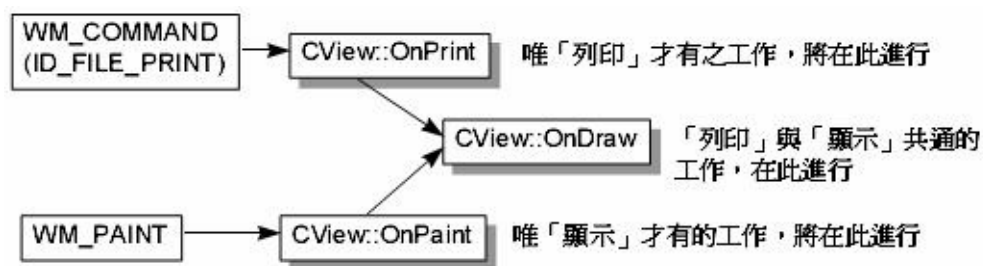 WM_COMMAND
(ID_FILE_PRINT)
CView::OnPrint
唯「列印」才有之工作，將在此進行
CView::OnDraw
「列印」與「顯示」共通的
工作，在此進行
WM_PAINT
CView::OnPaint
唯「顯示」才有的工作，將在此進行